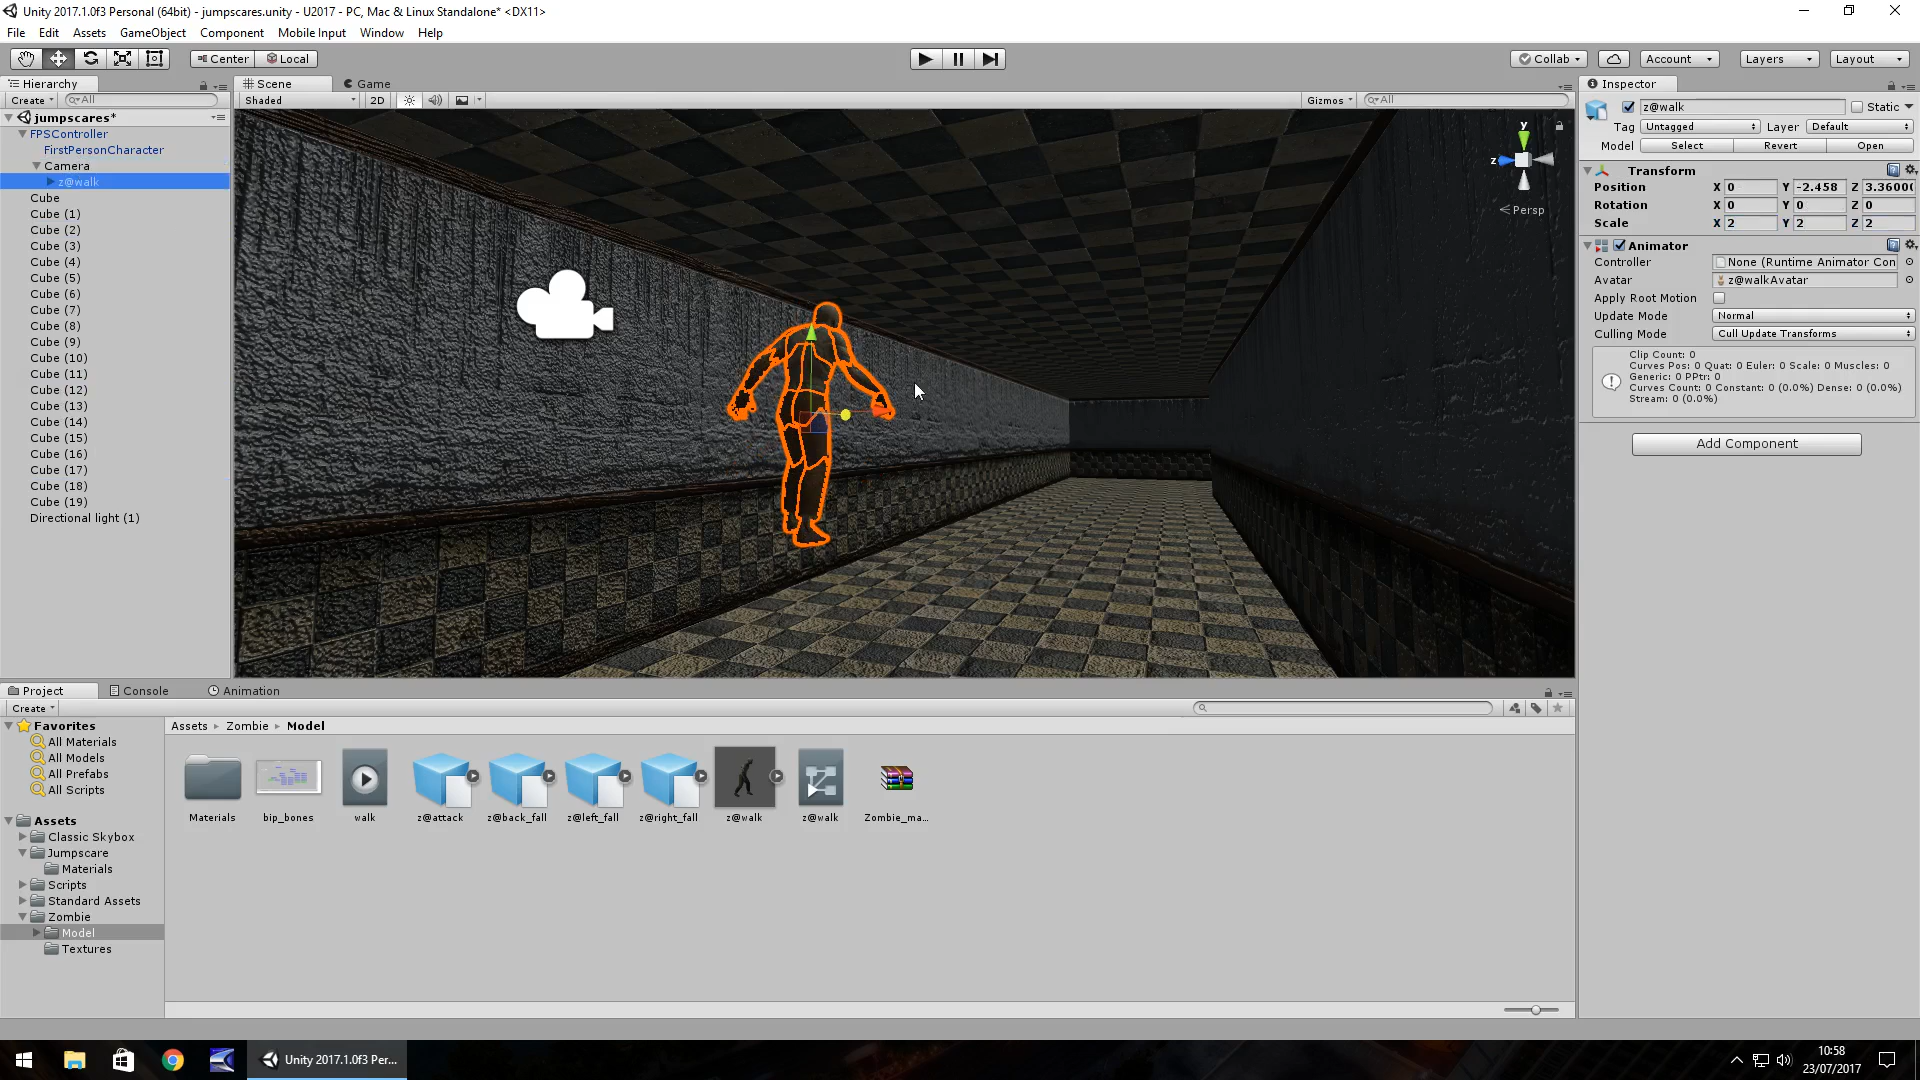 Unity 2017.1.0f3 Personal (64bit) - jumpscares.unity - U2017 - PC, Mac & Linux Standalone* <DX11>
File Edit Assets GameObject Component Mobile Input Window Help
Center Local Collab Account Layers Layout
Hierarchy Scene Game Inspector
Create All Shaded 2D Gizmos All
z@walk Static
jumpscares*
Tag Untagged Layer Default
FPSController
Model Select Revert Open
FirstPersonCharacter
Camera
Transform
z@walk
Position X 0 Y -2.458 Z 3.3600
Cube
Rotation X 0 Y 0 Z 0
Cube (1)
Scale X 2 Y 2 Z 2
Cube (2)
Animator
Cube (3)
Controller None (Runtime Animator Con
Cube (4)
Avatar z@walkAvatar
Cube (5)
Apply Root Motion
Cube (6)
Update Mode Normal
Cube (7)
Culling Mode Cull Update Transforms
Cube (8)
Clip Count: 0
Curves Pos: 0 Quat: 0 Euler: 0 Scale: 0 Muscles: 0
Generic: 0 PPtr: 0
Curves Count: 0 Constant: 0 (0.0%) Dense: 0 (0.0%)
Stream: 0 (0.0%)
Cube (9)
Cube (10)
Cube (11)
Cube (12)
Cube (13)
Cube (14)
Cube (15)
Add Component
Cube (16)
Cube (17)
Cube (18)
Cube (19)
Directional light (1)
y
z
Persp
Project Console Animation
Create
Favorites
Assets Zombie Model
All Materials
All Models
All Prefabs
All Scripts
Materials bip_bones walk z@attack z@back_fall z@left_fall z@right_fall z@walk z@walk Zombie_ma...
Assets
Classic Skybox
Jumpscare
Materials
Scripts
Standard Assets
Zombie
Model
Textures
Unity 2017.1.0f3 Per...
10:58
23/07/2017